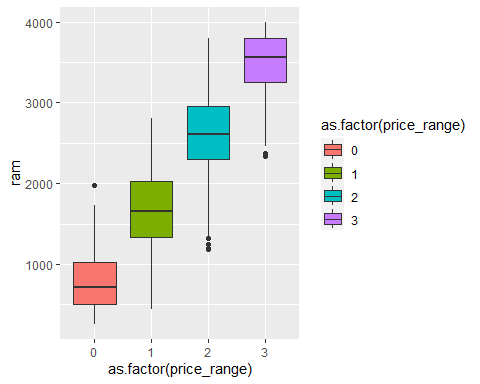 4000
3000
2000
1000
ram
0 1 2 3
as.factor(price_range)
as.factor(price_range)
0
1
2
3